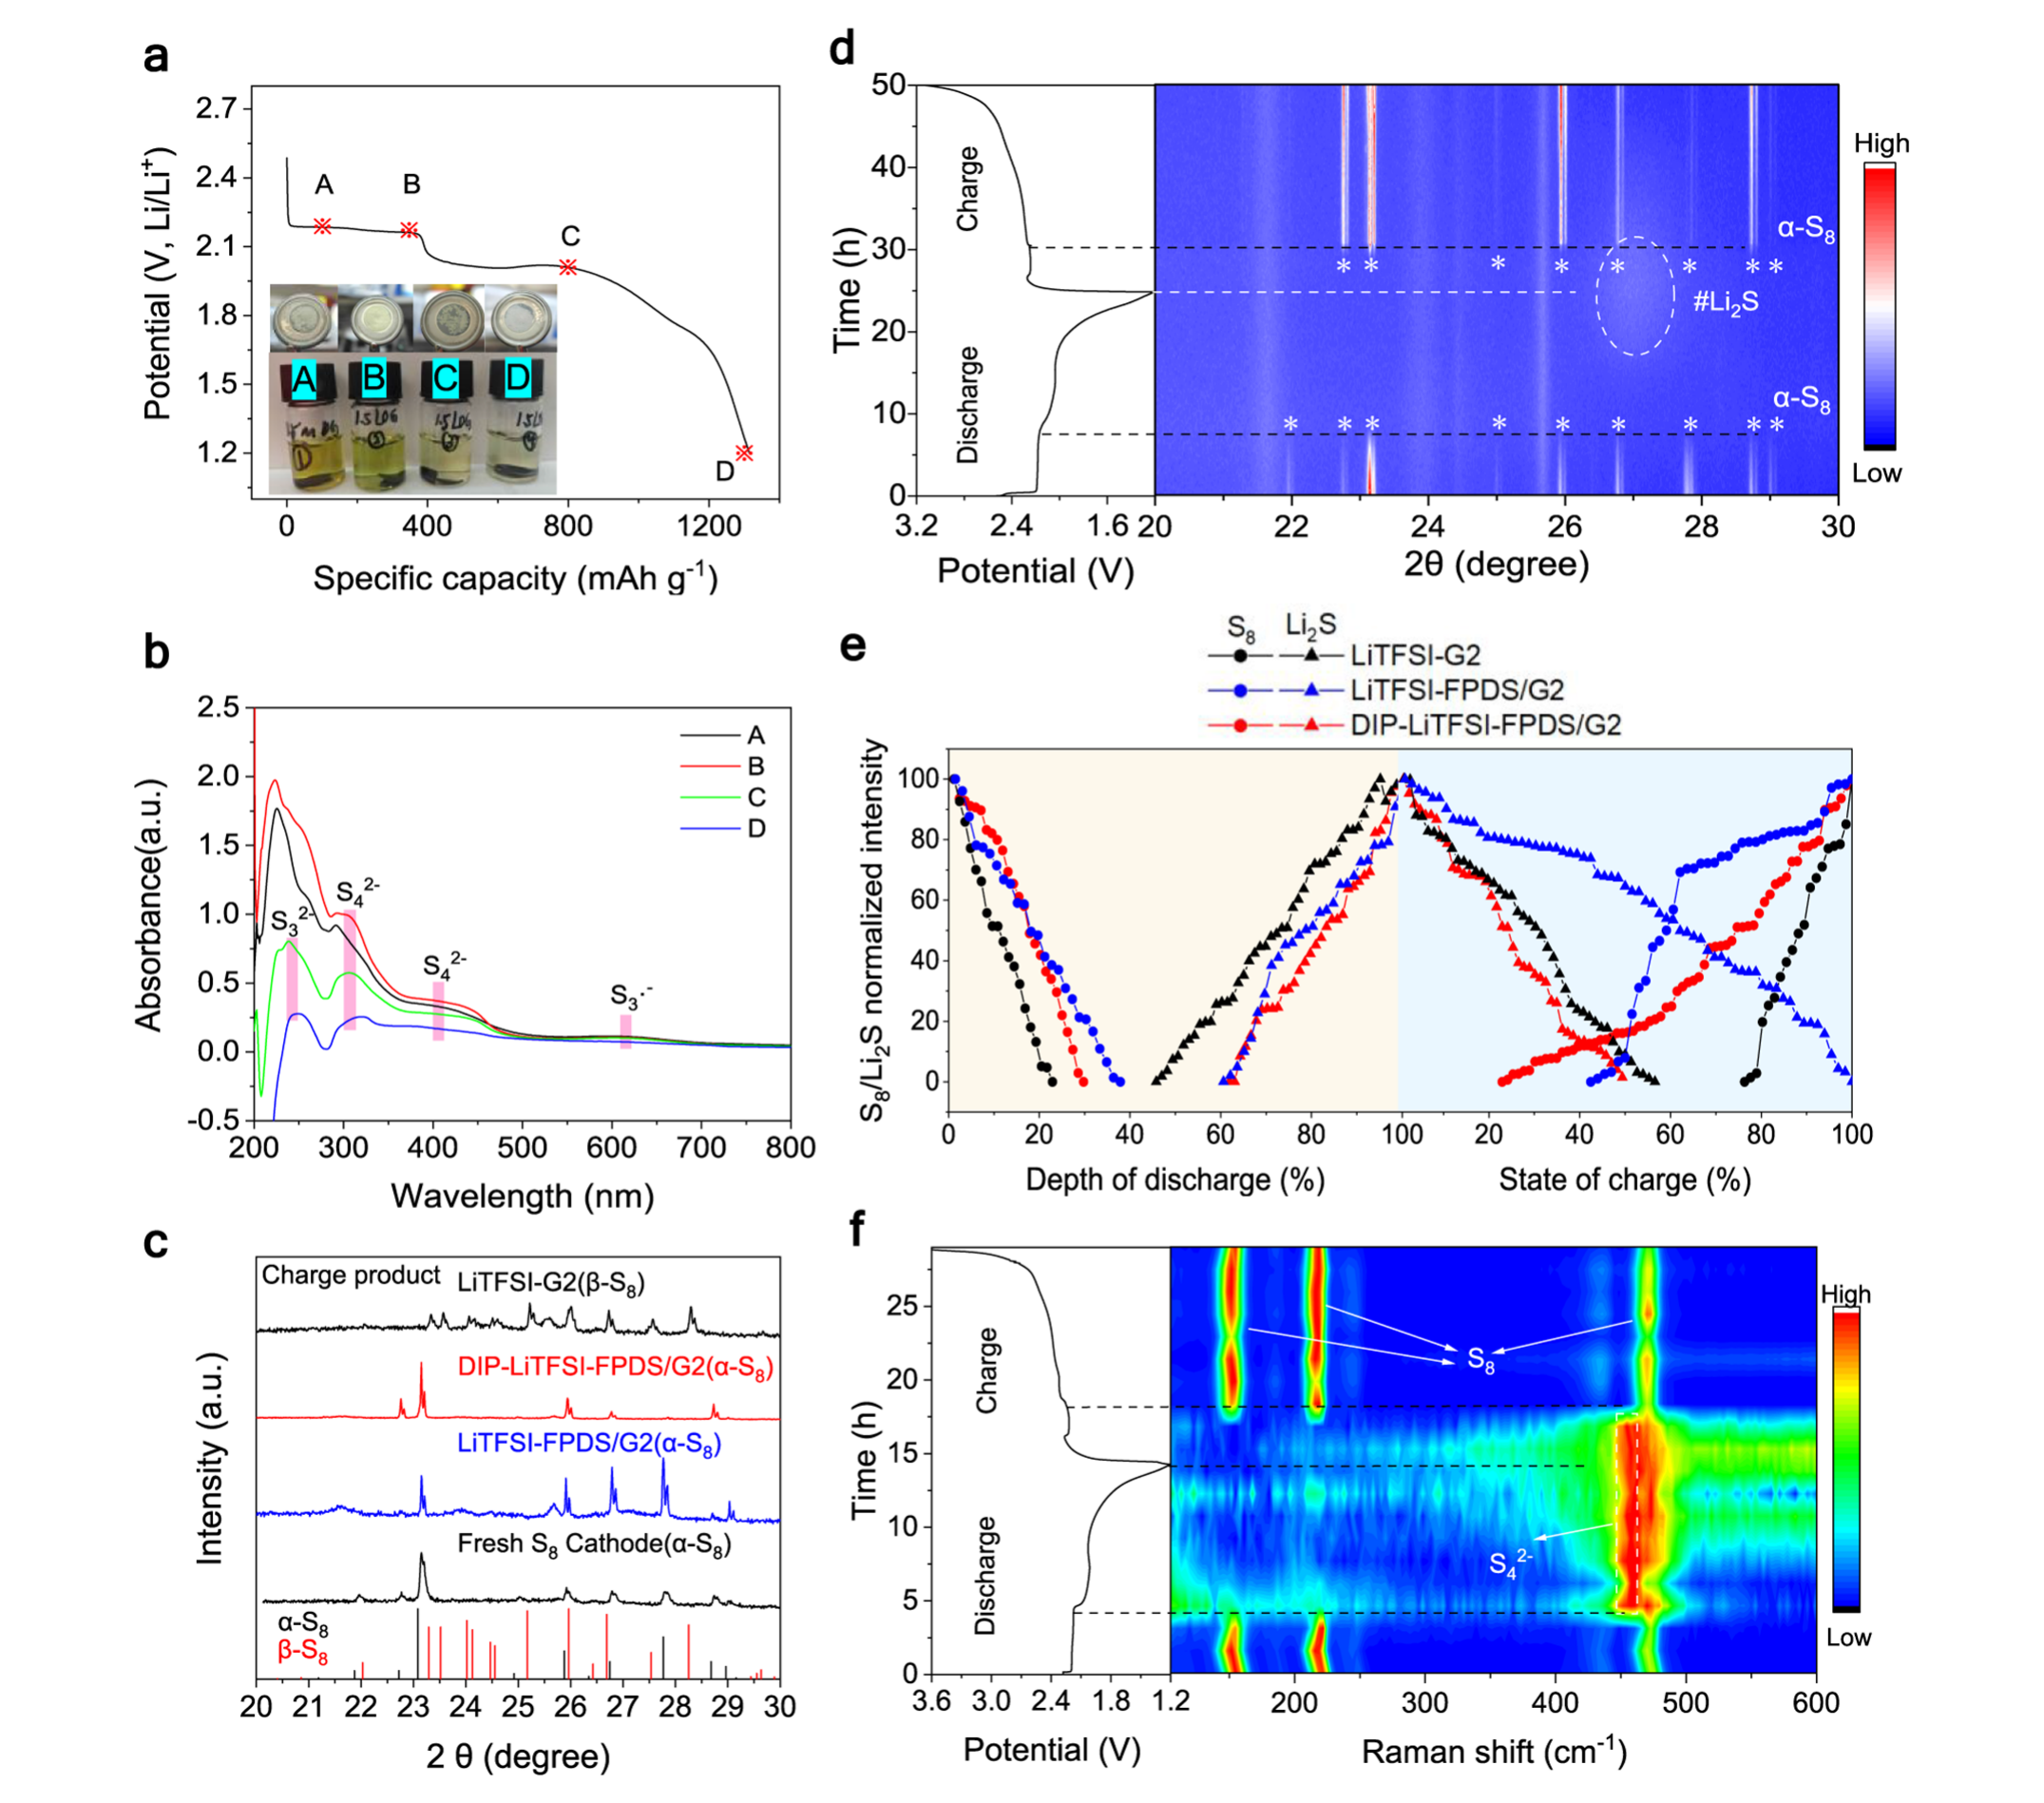 a
2.7
2.4
2.1
1.8
1.5
1.2
Potential (V, Li/Li⁺)
A
B
C
D
A B C D
0 400 800 1200
Specific capacity (mAh g⁻¹)
b
2.5
2.0
1.5
1.0
0.5
0.0
-0.5
Absorbance(a.u.)
A
B
C
D
S₃²⁻
S₄²⁻
S₄²⁻
S₃·⁻
200 300 400 500 600 700 800
Wavelength (nm)
c
Charge product
LiTFSI-G2(β-S₈)
DIP-LiTFSI-FPDS/G2(α-S₈)
LiTFSI-FPDS/G2(α-S₈)
Fresh S₈ Cathode(α-S₈)
α-S₈
β-S₈
Intensity (a.u.)
20 21 22 23 24 25 26 27 28 29 30
2 θ (degree)
d
50
40
30
20
10
0
Time (h)
Charge
Discharge
3.2 2.4 1.6
Potential (V)
α-S₈
* * * * * * * *
#Li₂S
α-S₈
* * * * * * * * *
20 22 24 26 28 30
2θ (degree)
High
Low
e
S₈ Li₂S
LiTFSI-G2
LiTFSI-FPDS/G2
DIP-LiTFSI-FPDS/G2
100
80
60
40
20
0
S₈/Li₂S normalized intensity
0 20 40 60 80 100 20 40 60 80 100
Depth of discharge (%)
State of charge (%)
f
25
20
15
10
5
0
Time (h)
Charge
Discharge
3.6 3.0 2.4 1.8 1.2
Potential (V)
S₈
S₄²⁻
200 300 400 500 600
Raman shift (cm⁻¹)
High
Low